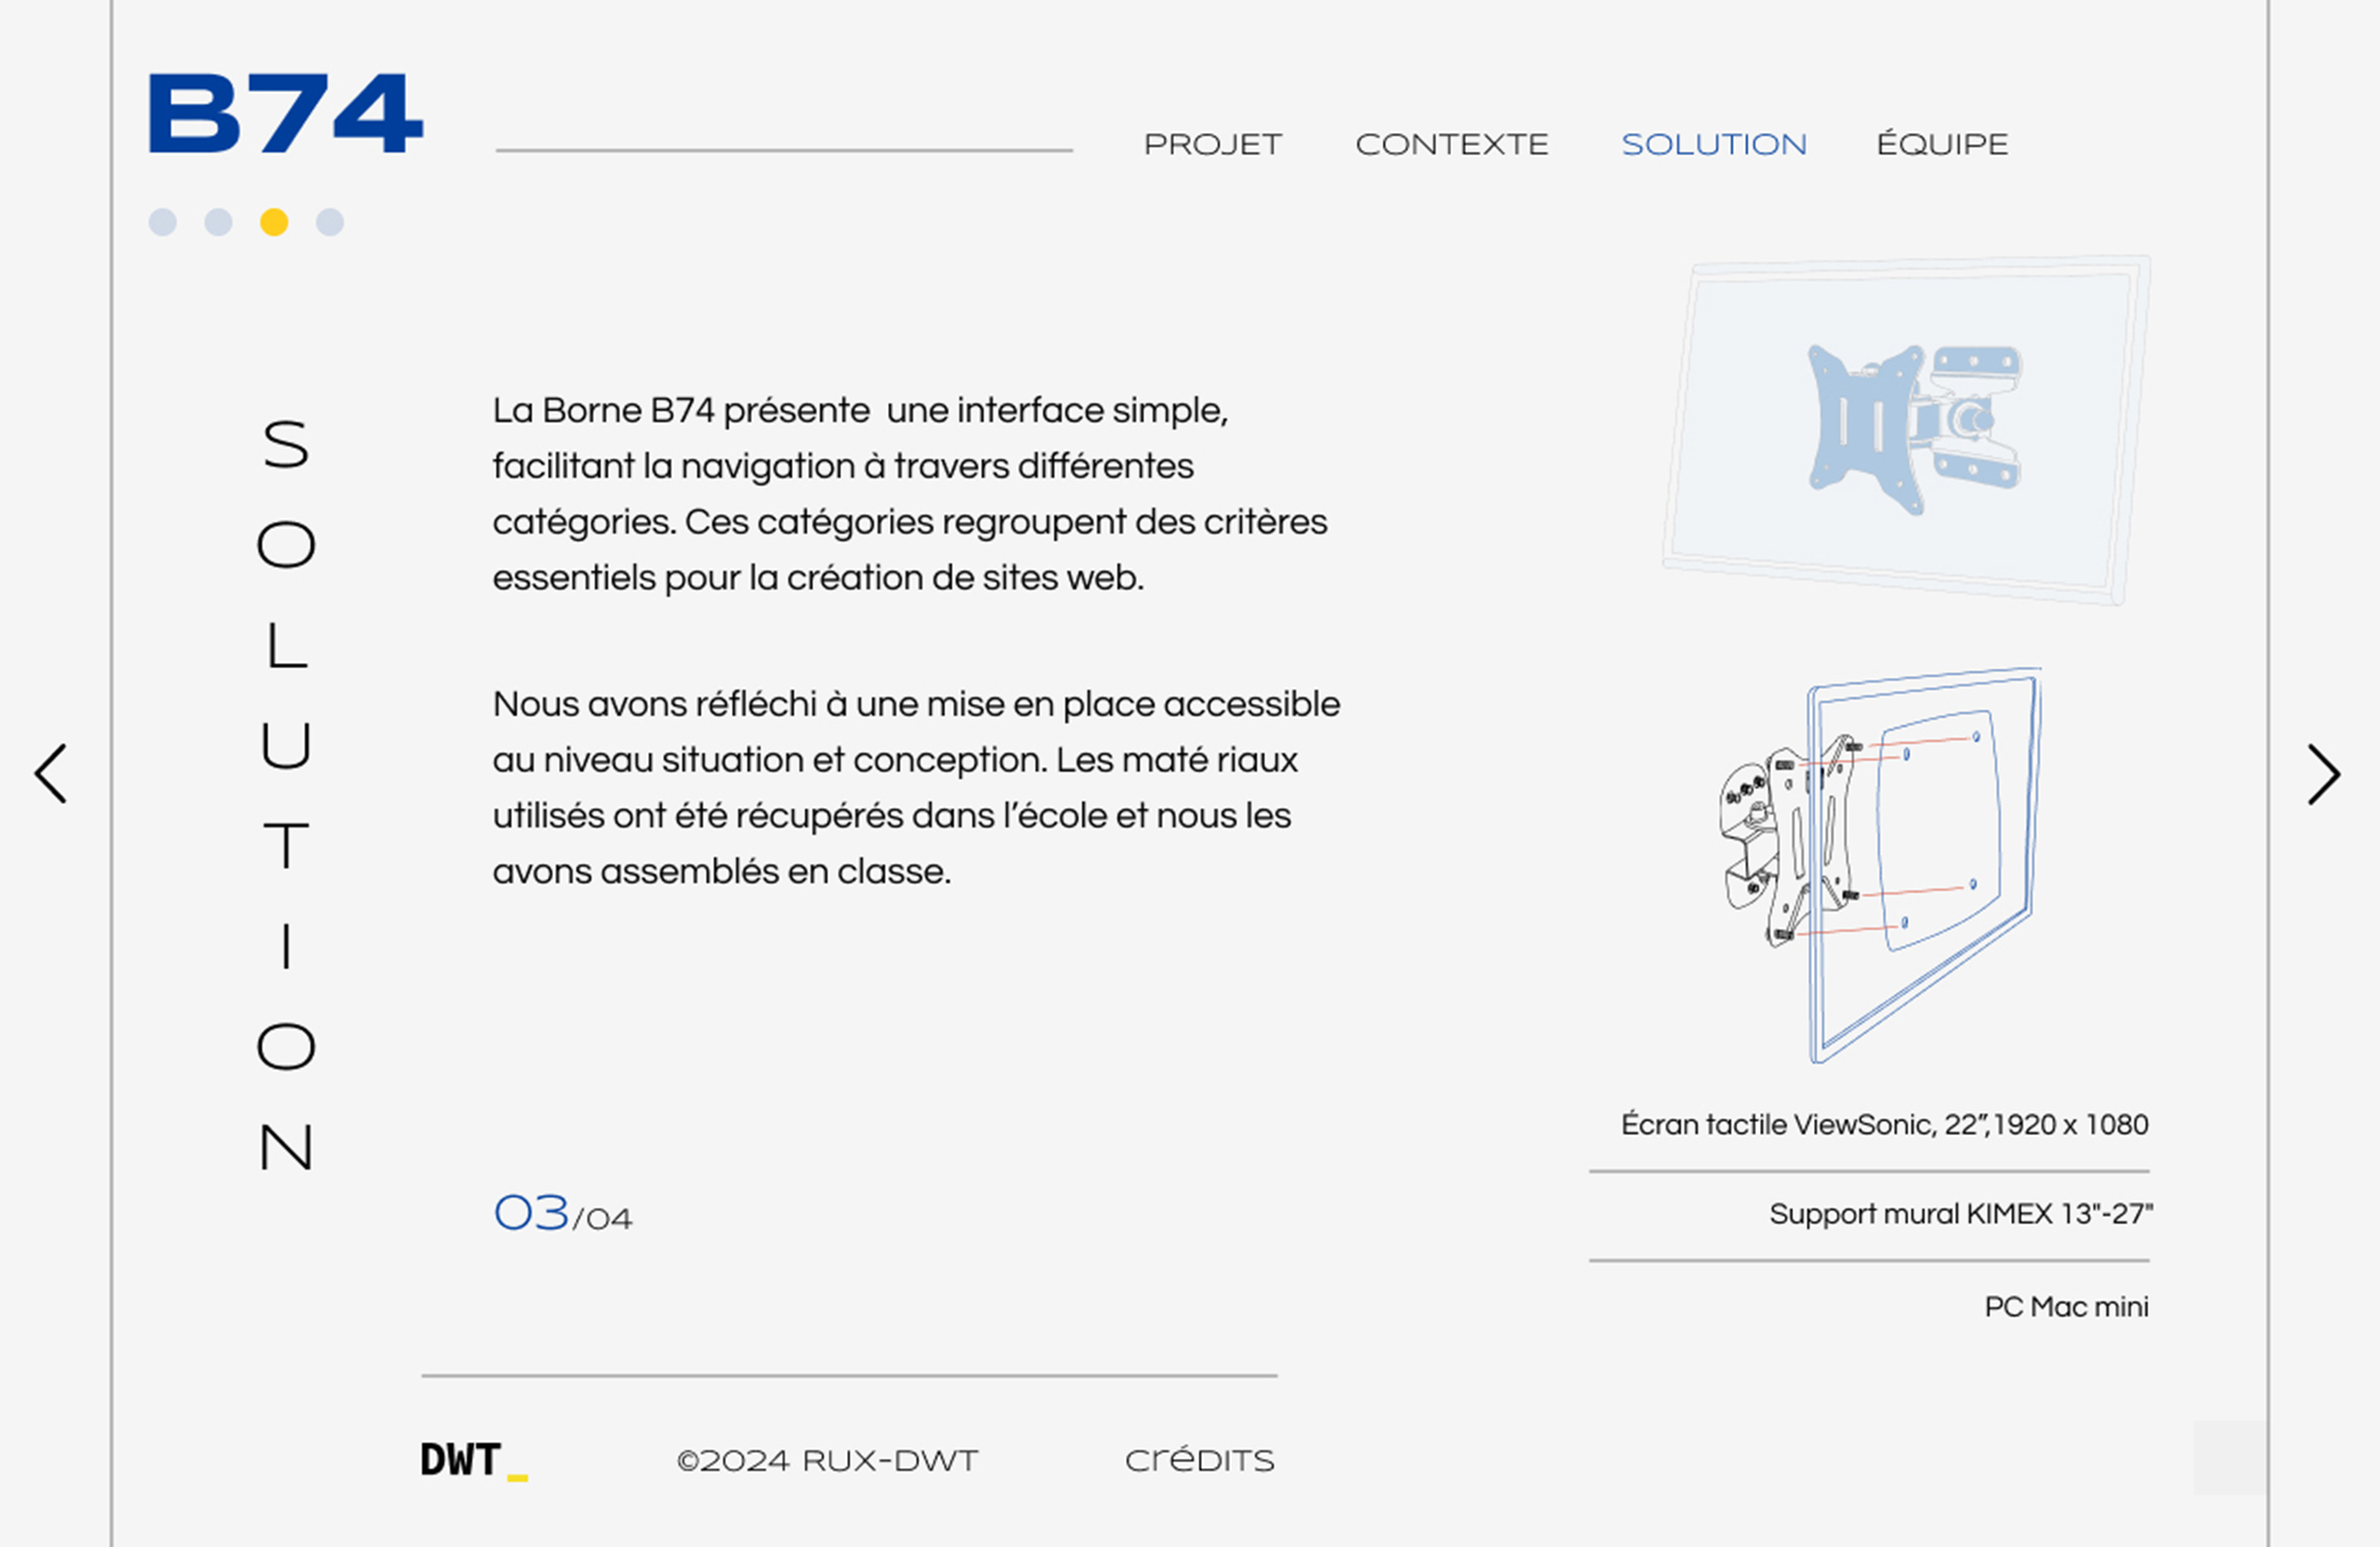 B74
PROJET
CONTEXTE
SOLUTION
ÉQUIPE
SOLUTION
La Borne B74 présente  une interface simple,
facilitant la navigation à travers différentes
catégories. Ces catégories regroupent des critères
essentiels pour la création de sites web.
Nous avons réfléchi à une mise en place accessible
au niveau situation et conception. Les maté riaux
utilisés ont été récupérés dans l’école et nous les
avons assemblés en classe.
Écran tactile ViewSonic, 22”,1920 x 1080
Support mural KIMEX 13"-27"
PC Mac mini
03/04
DWT_
©2024 RUX-DWT
CréDITS